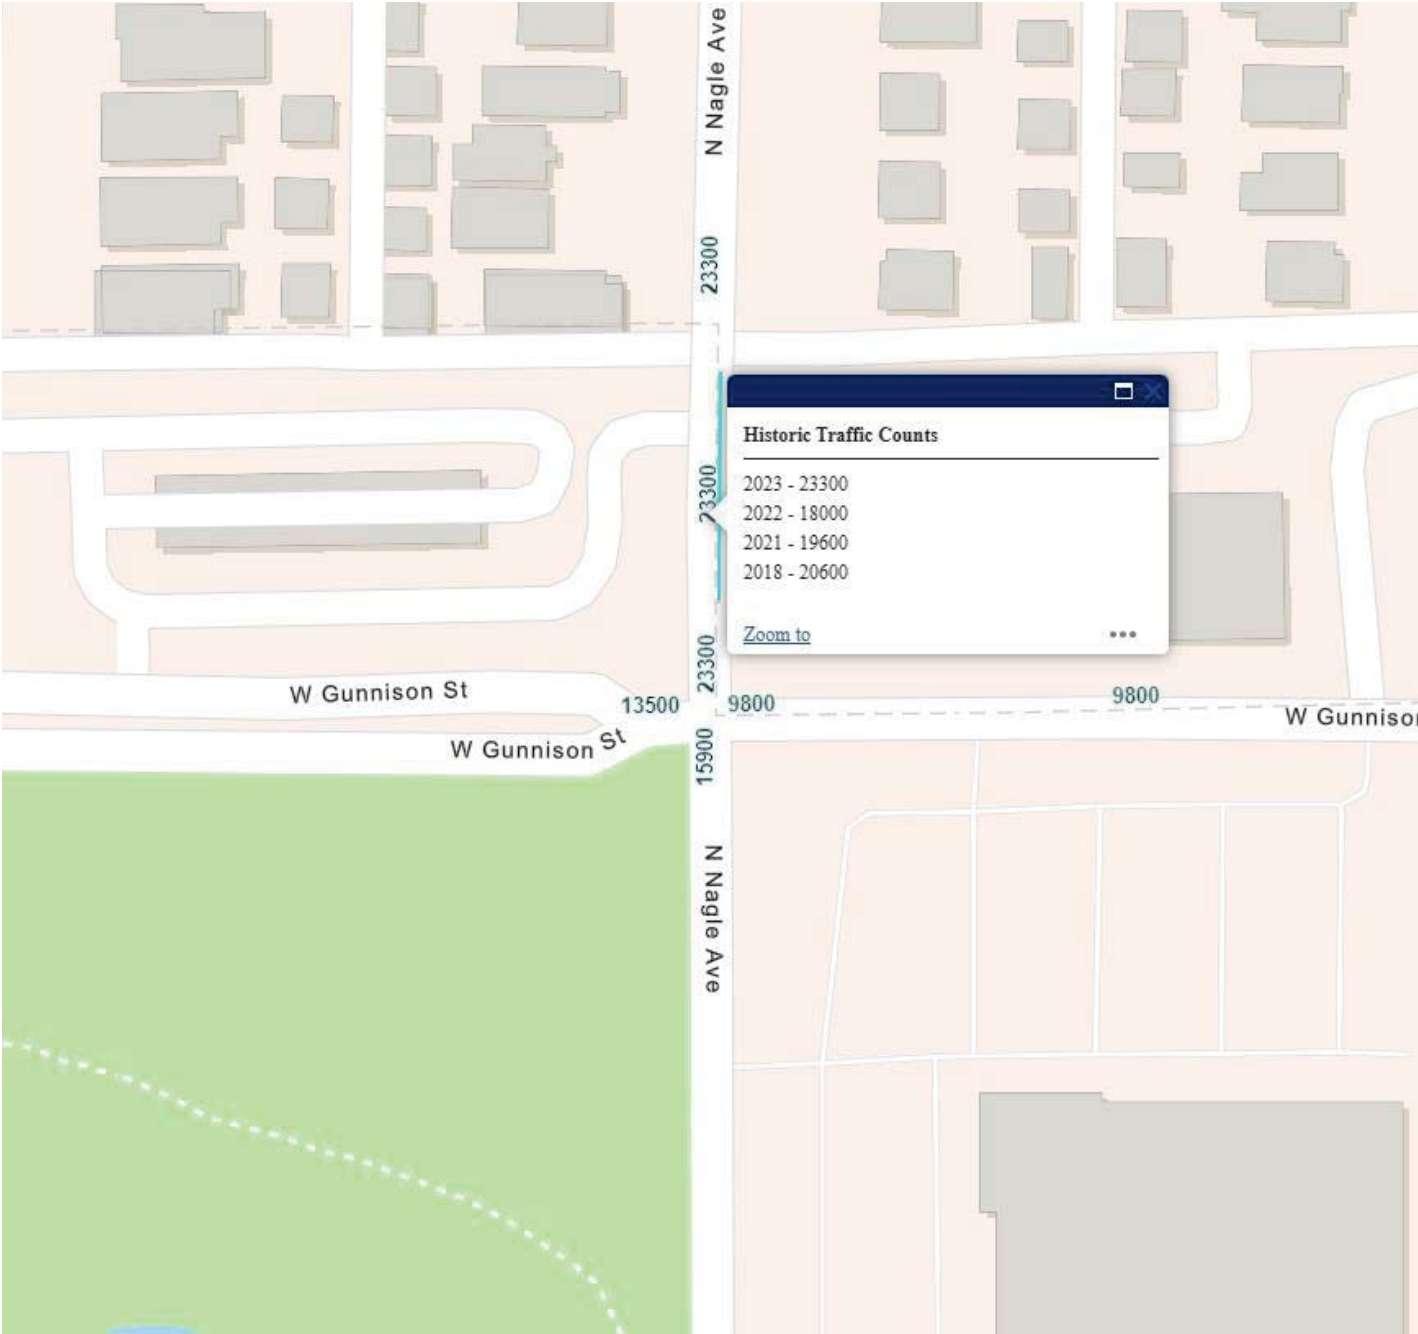 N Nagle Ave
23300
Historic Traffic Counts
2023 - 23300
2022 - 18000
2021 - 19600
2018 - 20600
Zoom to
23300
23300
W Gunnison St
13500
9800
9800
W Gunnison
W Gunnison St
15900
N Nagle Ave